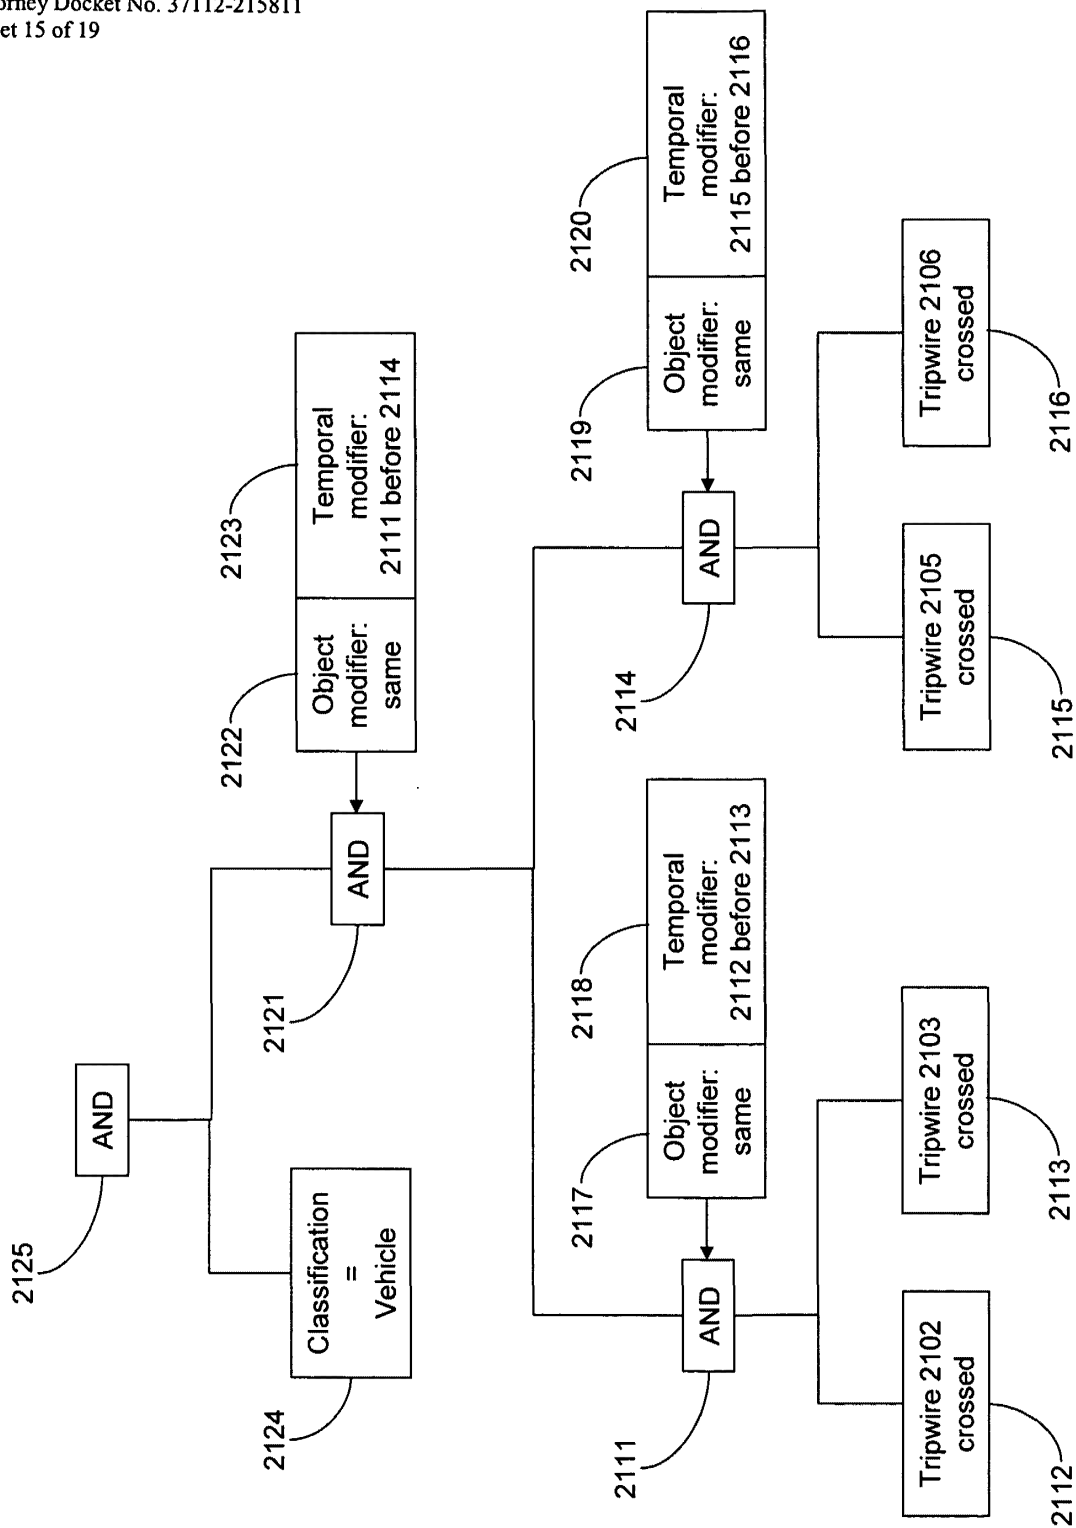 orney Docket No. 37112-215811
et 15 of 19
2125
AND
2124
Classification
=
Vehicle
2121
AND
2122
Object
modifier:
same
2123
Temporal
modifier:
2111 before 2114
2111
AND
2117
Object
modifier:
same
2118
Temporal
modifier:
2112 before 2113
2114
AND
2119
Object
modifier:
same
2120
Temporal
modifier:
2115 before 2116
Tripwire 2102
crossed
2112
Tripwire 2103
crossed
2113
Tripwire 2105
crossed
2115
Tripwire 2106
crossed
2116